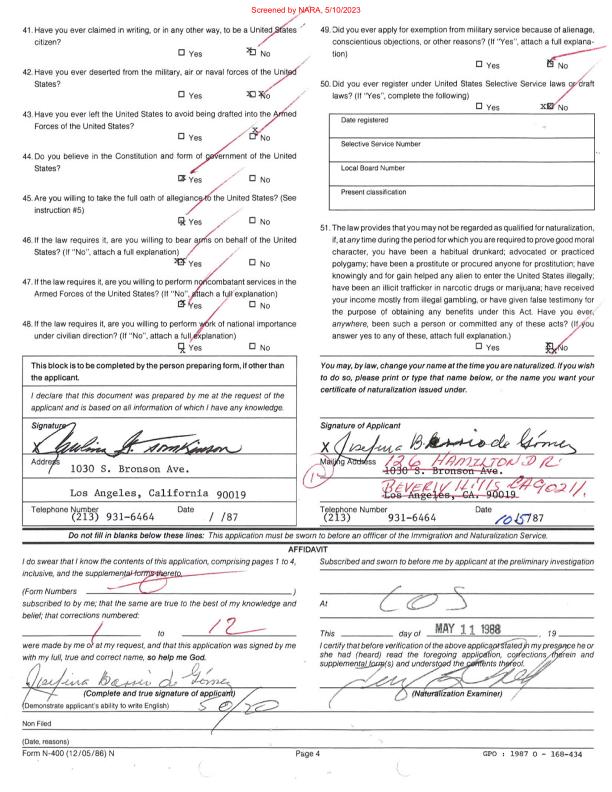 Screened by NARA, 5/10/2023
41. Have you ever claimed in writing, or in any other way, to be a United States
citizen?
Yes No
42. Have you ever deserted from the military, air or naval forces of the United
States?
Yes No
43. Have you ever left the United States to avoid being drafted into the Armed
Forces of the United States?
Yes No
44. Do you believe in the Constitution and form of government of the United
States?
Yes No
45. Are you willing to take the full oath of allegiance to the United States? (See
instruction #5)
Yes No
46. If the law requires it, are you willing to bear arms on behalf of the United
States? (If "No", attach a full explanation)
Yes No
47. If the law requires it, are you willing to perform noncombatant services in the
Armed Forces of the United States? (If "No", attach a full explanation)
Yes No
48. If the law requires it, are you willing to perform work of national importance
under civilian direction? (If "No", attach a full explanation)
Yes No
49. Did you ever apply for exemption from military service because of alienage,
conscientious objections, or other reasons? (If "Yes", attach a full explana-
tion)
Yes No
50. Did you ever register under United States Selective Service laws or draft
laws? (If "Yes", complete the following)
Yes No
Date registered
Selective Service Number
Local Board Number
Present classification
51. The law provides that you may not be regarded as qualified for naturalization,
if, at any time during the period for which you are required to prove good moral
character, you have been a habitual drunkard; advocated or practiced
polygamy; have been a prostitute or procured anyone for prostitution; have
knowingly and for gain helped any alien to enter the United States illegally;
have been an illicit trafficker in narcotic drugs or marijuana; have received
your income mostly from illegal gambling, or have given false testimony for
the purpose of obtaining any benefits under this Act. Have you ever,
anywhere, been such a person or committed any of these acts? (If you
answer yes to any of these, attach full explanation.)
Yes No
This block is to be completed by the person preparing form, if other than
the applicant.
I declare that this document was prepared by me at the request of the
applicant and is based on all information of which I have any knowledge.
Signature
X
Address
1030 S. Bronson Ave.
Los Angeles, California 90019
Telephone Number Date
(213) 931-6464 / /87
You may, by law, change your name at the time you are naturalized. If you wish
to do so, please print or type that name below, or the name you want your
certificate of naturalization issued under.
Signature of Applicant
X Josefina B. Barrio de Gómez
Mailing Address 126 HAMILTON DR.
1030 S. Bronson Ave.
12
BEVERLY HILLS CA 90211.
Los Angeles, CA. 90019
Telephone Number Date
(213) 931-6464 10/5/87
Do not fill in blanks below these lines: This application must be sworn to before an officer of the Immigration and Naturalization Service.
AFFIDAVIT
I do swear that I know the contents of this application, comprising pages 1 to 4,
inclusive, and the supplemental forms thereto,
(Form Numbers )
subscribed to by me; that the same are true to the best of my knowledge and
belief; that corrections numbered:
1 to 12
were made by me or at my request, and that this application was signed by me
with my full, true and correct name, so help me God.
Josefina Barrio de Gómez
(Complete and true signature of applicant)
(Demonstrate applicant's ability to write English) 50/20
Non Filed
(Date, reasons)
Subscribed and sworn to before me by applicant at the preliminary investigation
At LOS
This day of MAY 11 1988 , 19
I certify that before verification of the above applicant stated in my presence he or
she had (heard) read the foregoing application, corrections therein and
supplemental form(s) and understood the contents thereof.
(Naturalization Examiner)
Form N-400 (12/05/86) N Page 4 GPO : 1987 O - 168-434